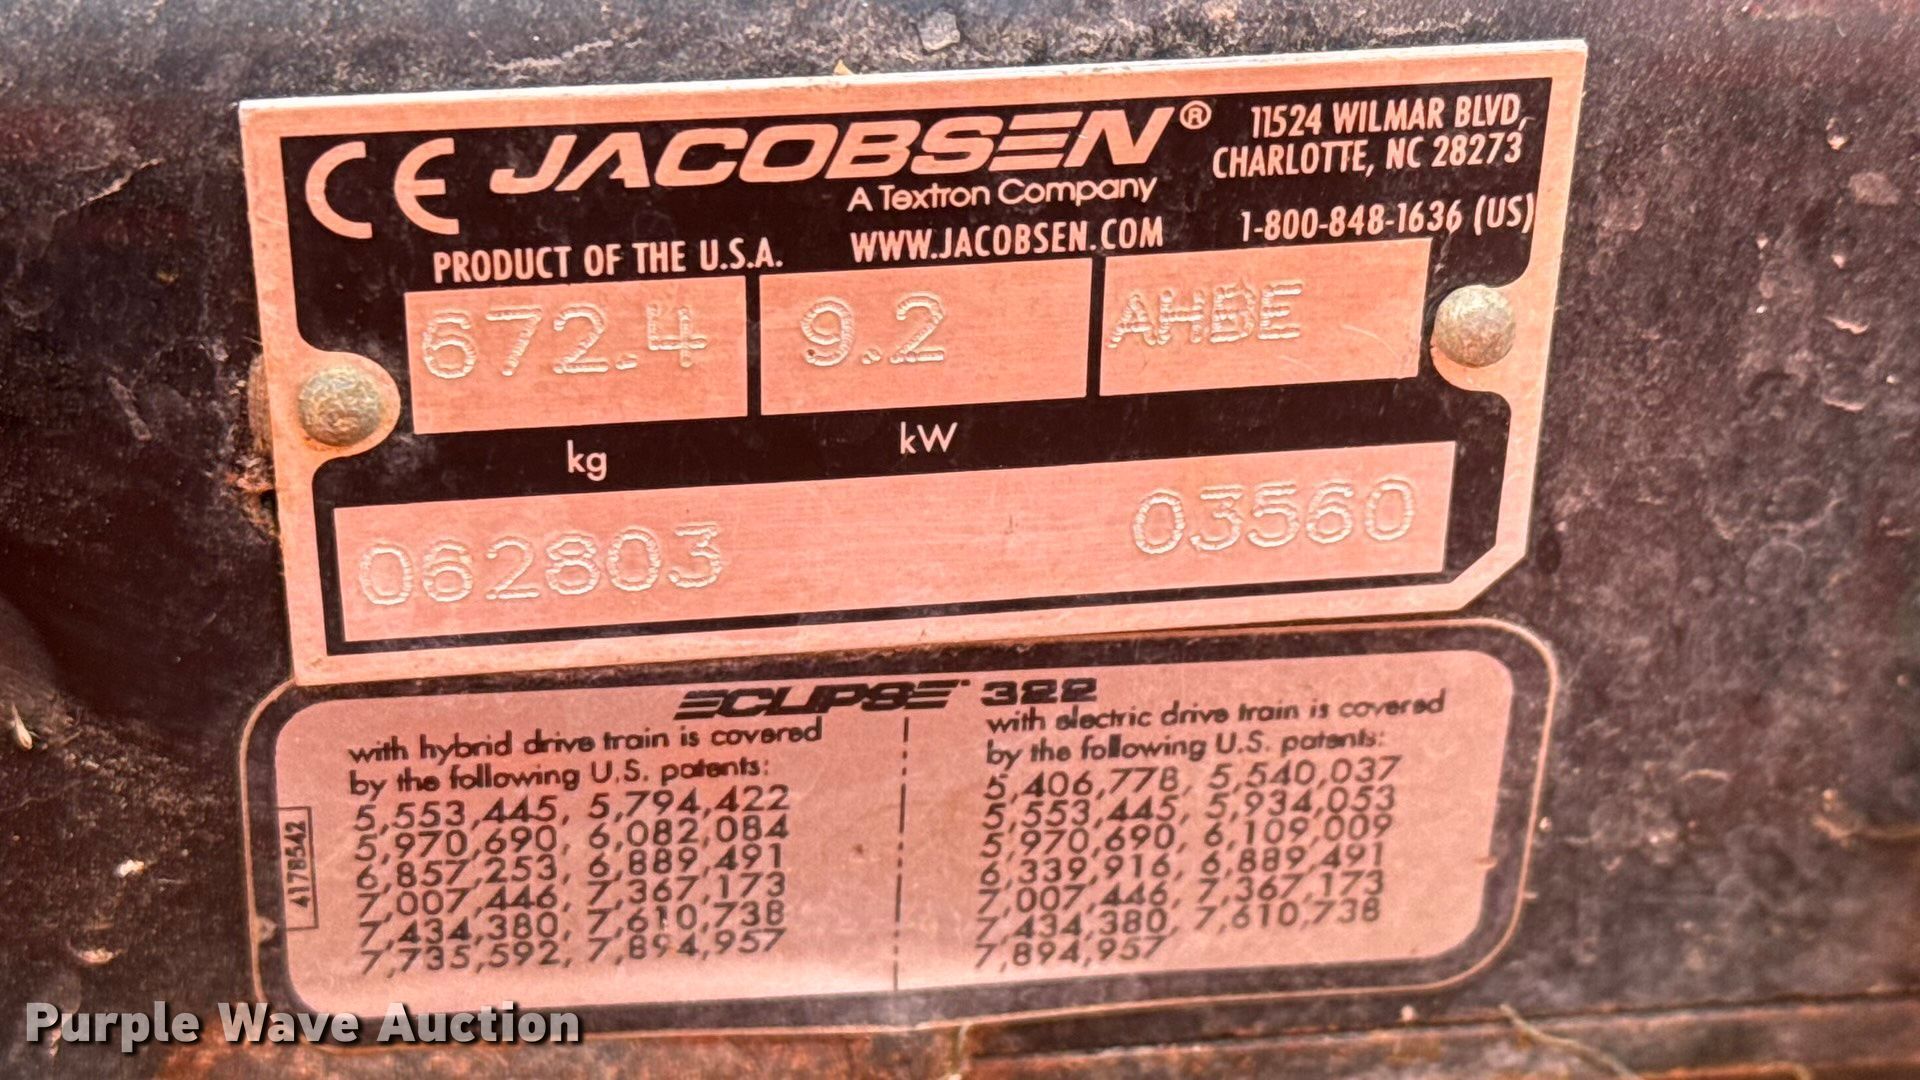 CE JACOBSEN®
A Textron Company
11524 WILMAR BLVD,
CHARLOTTE, NC 28273
PRODUCT OF THE U.S.A.
WWW.JACOBSEN.COM
1-800-848-1636 (US)
672.4
9.2
AHBE
kg
kW
062803
03560
ECLIPSE 322
with hybrid drive train is covered
by the following U.S. patents:
5,553,445, 5,794,422
5,970,690, 6,082,084
6,857,253, 6,889,491
7,007,446, 7,367,173
7,434,380, 7,610,738
7,735,592, 7,894,957
with electric drive train is covered
by the following U.S. patents:
5,406,778, 5,540,037
5,553,445, 5,934,053
5,970,690, 6,109,009
6,339,916, 6,889,491
7,007,446, 7,367,173
7,434,380, 7,610,738
7,894,957
4178542
Purple Wave Auction